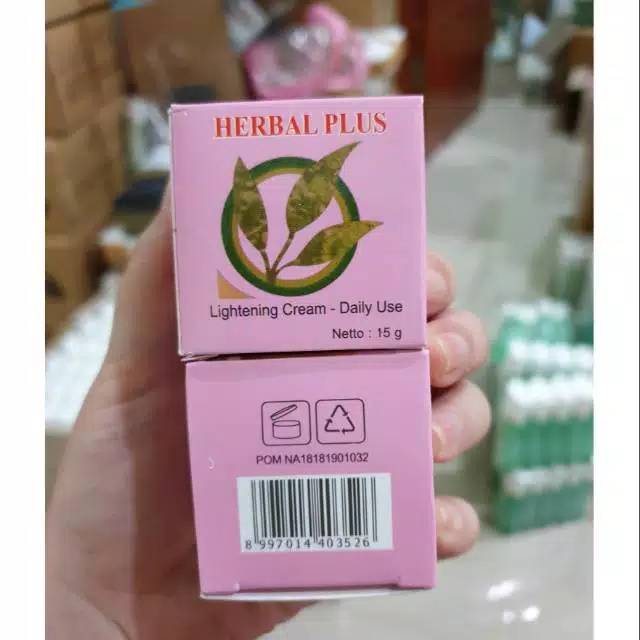 HERBAL PLUS
Lightening Cream - Daily Use
Netto : 15 g
POM NA18181901032
8 997014 403526